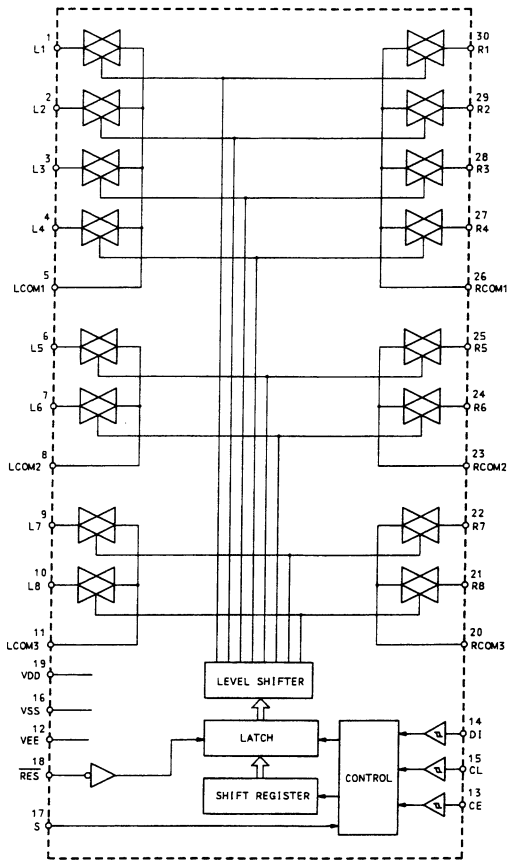 1
L1
30
R1
2
L2
29
R2
3
L3
28
R3
4
L4
27
R4
5
LCOM1
26
RCOM1
6
L5
25
R5
7
L6
24
R6
8
LCOM2
23
RCOM2
9
L7
22
R7
10
L8
21
R8
11
LCOM3
20
RCOM3
19
VDD
LEVEL SHIFTER
16
VSS
12
VEE
LATCH
14
DI
18
RES
CONTROL
15
CL
SHIFT REGISTER
13
CE
17
S